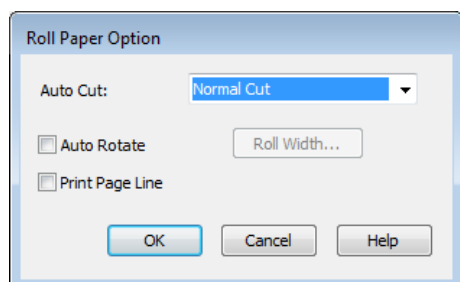 Roll Paper Option
Auto Cut: Normal Cut
Auto Rotate Roll Width...
Print Page Line
OK Cancel Help